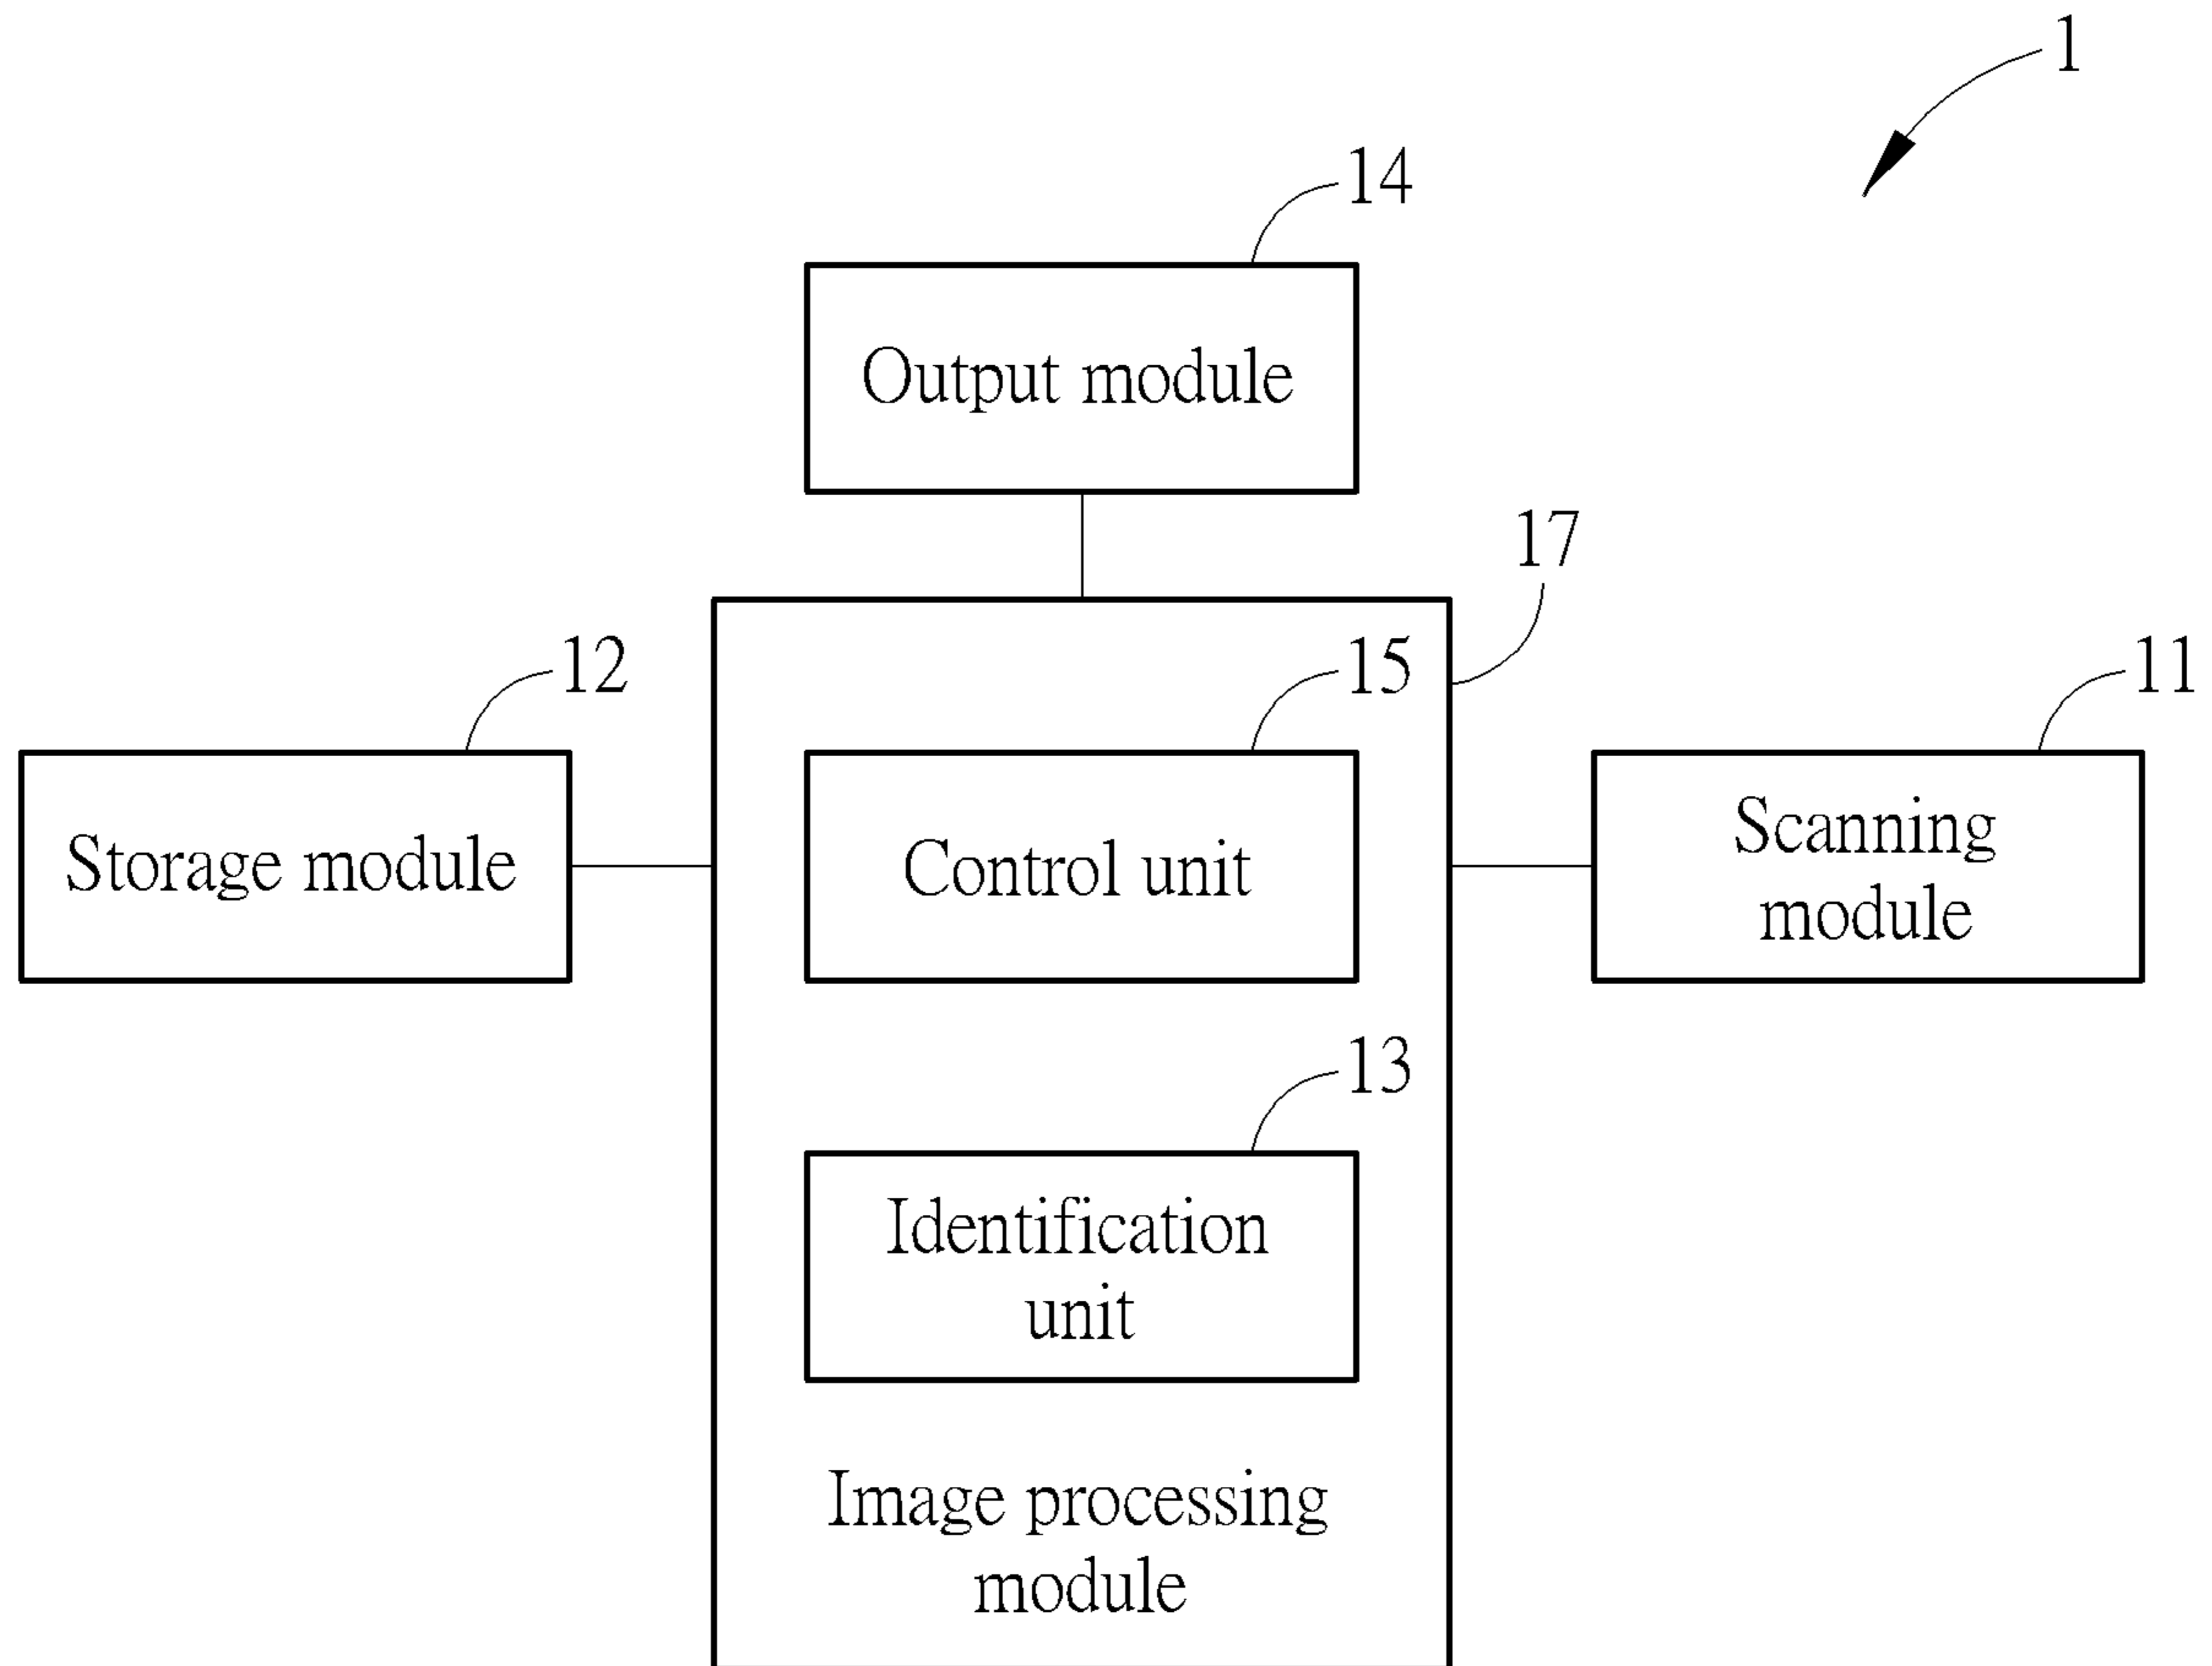 1
14
Output module
17
12
15
11
Storage module
Control unit
Scanning
module
13
Identification
unit
Image processing
module